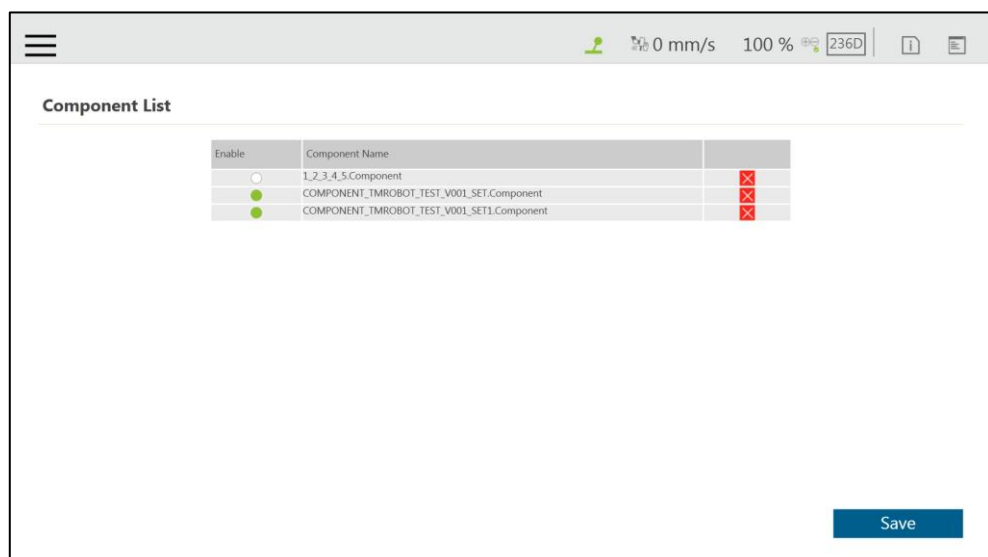 0 mm/s 100 % 236D
Component List
Enable Component Name
1_2_3_4_5.Component
COMPONENT_TMROBOT_TEST_V001_SET.Component
COMPONENT_TMROBOT_TEST_V001_SET1.Component
Save